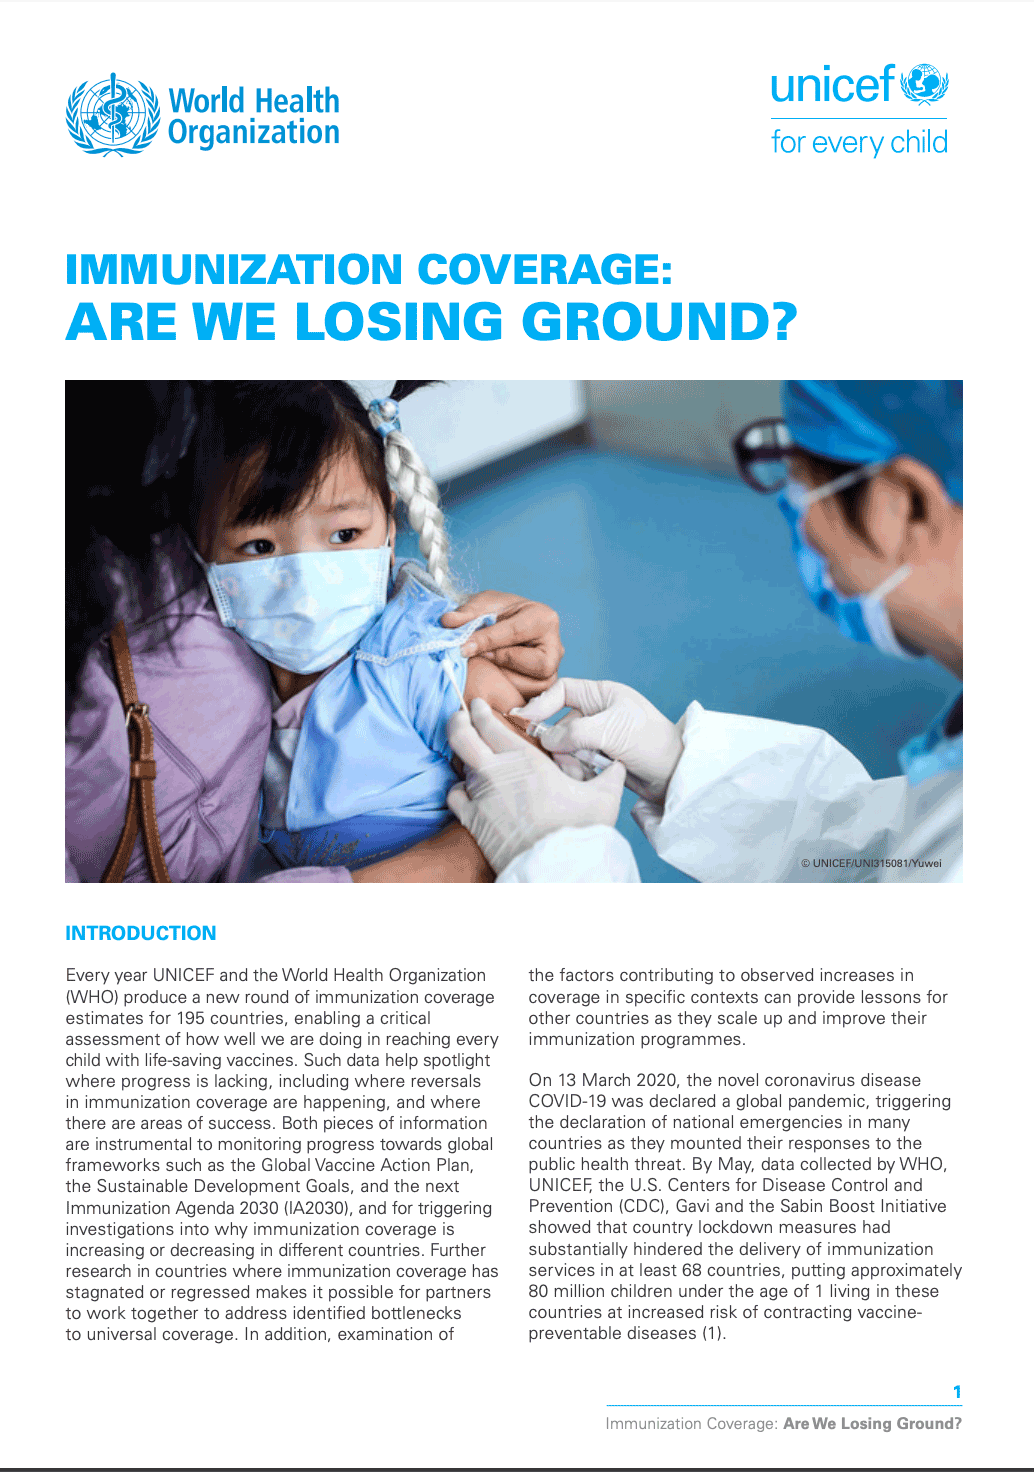 World Health
Organization
unicef
for every child
IMMUNIZATION COVERAGE:
ARE WE LOSING GROUND?
© UNICEF/UNI315081/Yuwei
INTRODUCTION
Every year UNICEF and the World Health Organization
(WHO) produce a new round of immunization coverage
estimates for 195 countries, enabling a critical
assessment of how well we are doing in reaching every
child with life-saving vaccines. Such data help spotlight
where progress is lacking, including where reversals
in immunization coverage are happening, and where
there are areas of success. Both pieces of information
are instrumental to monitoring progress towards global
frameworks such as the Global Vaccine Action Plan,
the Sustainable Development Goals, and the next
Immunization Agenda 2030 (IA2030), and for triggering
investigations into why immunization coverage is
increasing or decreasing in different countries. Further
research in countries where immunization coverage has
stagnated or regressed makes it possible for partners
to work together to address identified bottlenecks
to universal coverage. In addition, examination of
the factors contributing to observed increases in
coverage in specific contexts can provide lessons for
other countries as they scale up and improve their
immunization programmes.
On 13 March 2020, the novel coronavirus disease
COVID-19 was declared a global pandemic, triggering
the declaration of national emergencies in many
countries as they mounted their responses to the
public health threat. By May, data collected by WHO,
UNICEF, the U.S. Centers for Disease Control and
Prevention (CDC), Gavi and the Sabin Boost Initiative
showed that country lockdown measures had
substantially hindered the delivery of immunization
services in at least 68 countries, putting approximately
80 million children under the age of 1 living in these
countries at increased risk of contracting vaccine-
preventable diseases (1).
1
Immunization Coverage: Are We Losing Ground?